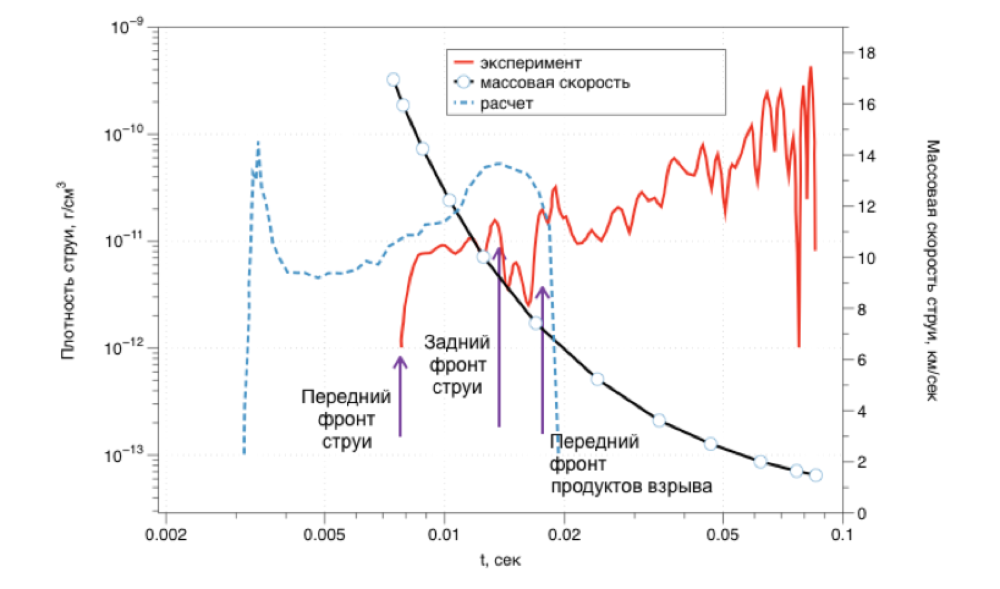 10⁻⁹
10⁻¹⁰
10⁻¹¹
10⁻¹²
10⁻¹³
Плотность струи, г/см³
эксперимент
массовая скорость
расчет
Передний
фронт
струи
Задний
фронт
струи
Передний
фронт
продуктов взрыва
18
16
14
12
10
8
6
4
2
0
Массовая скорость струи, км/сек
0.002
0.005
0.01
0.02
0.05
0.1
t, сек